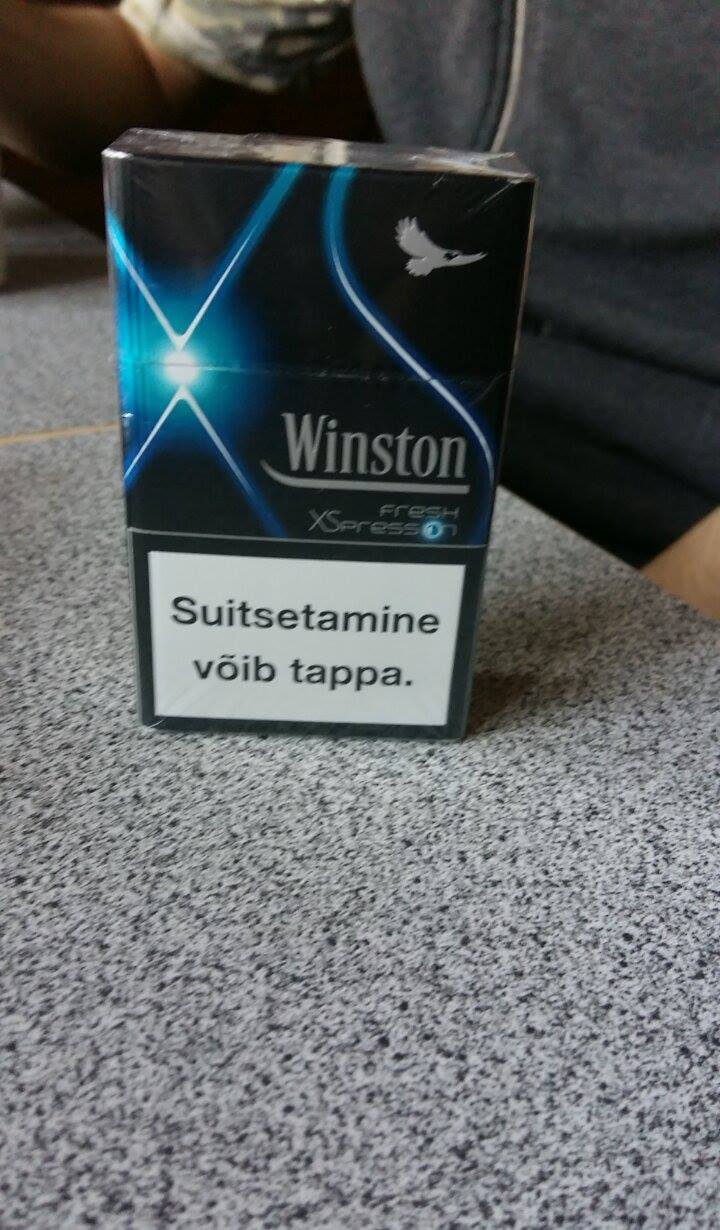 Winston
FRESH
XSPRESSION
Suitsetamine
võib tappa.